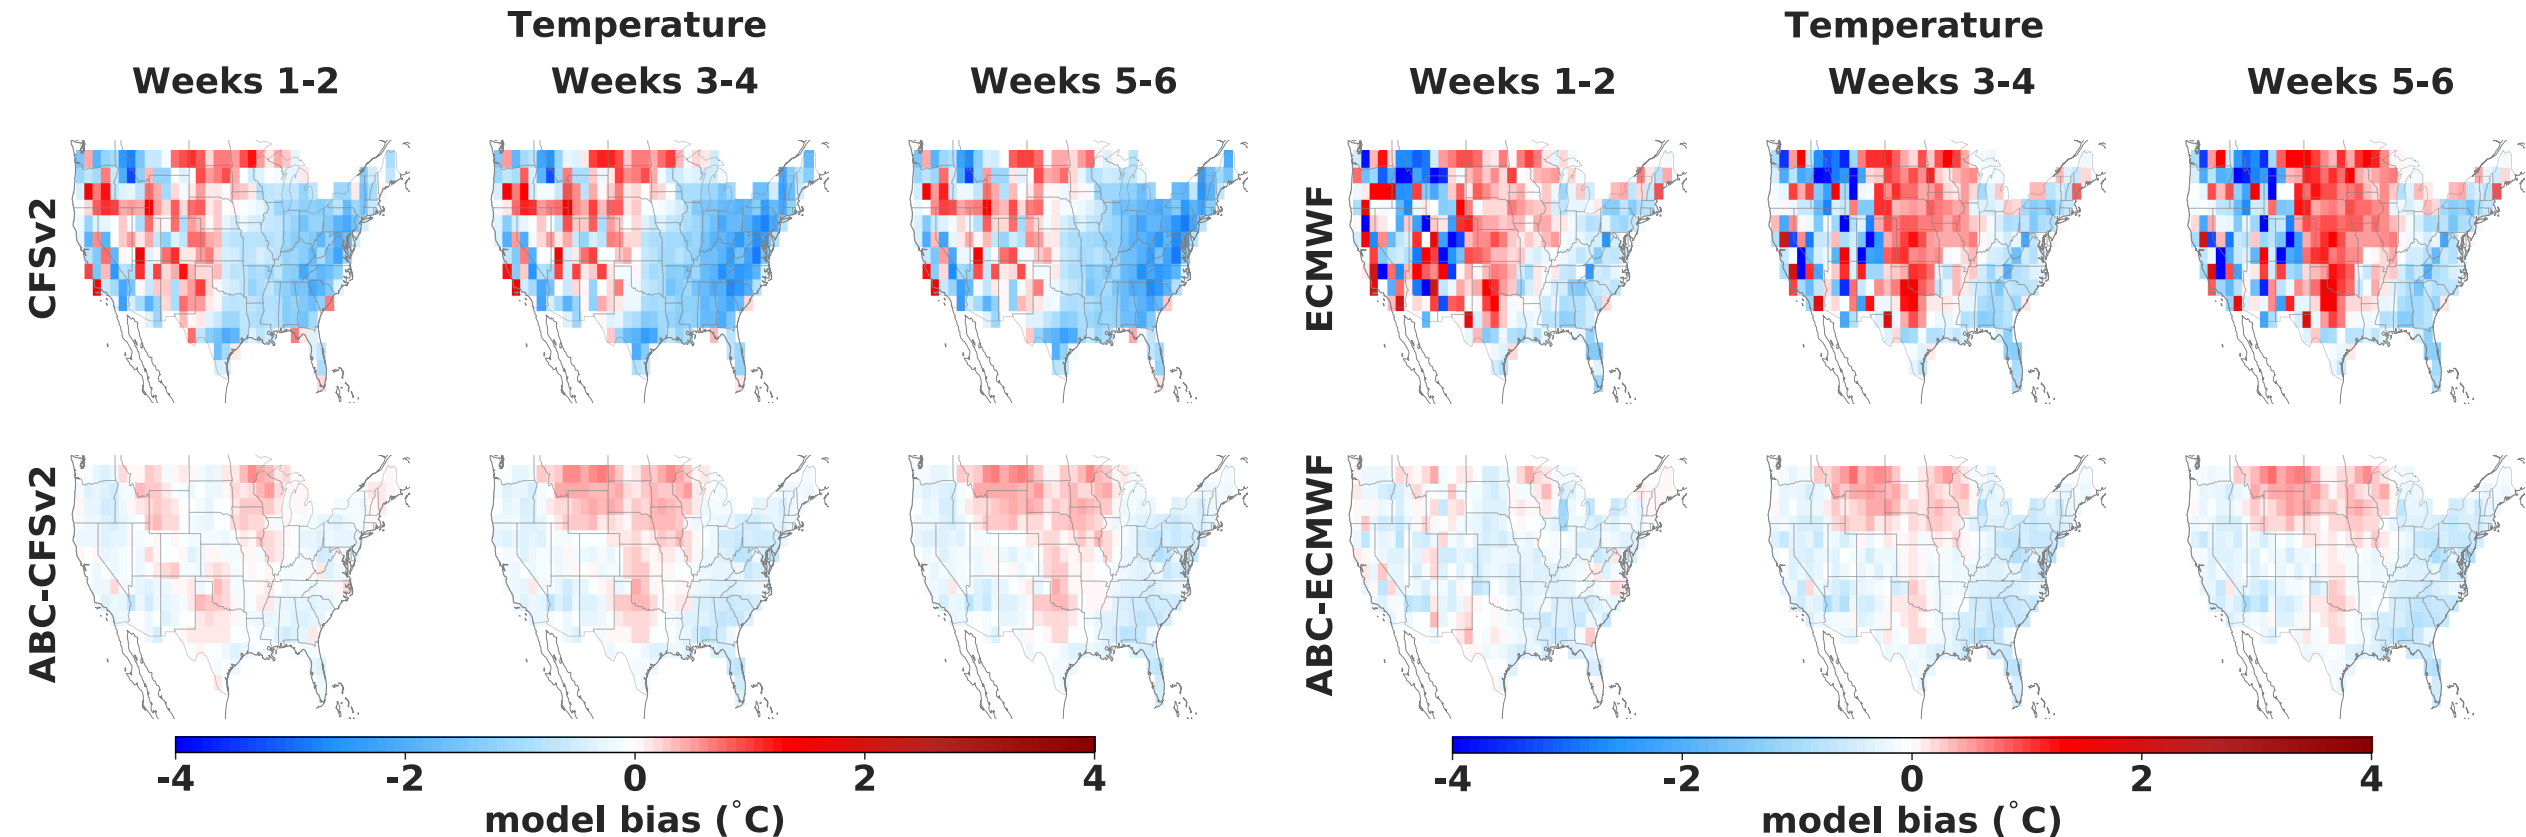 Temperature
Weeks 1-2 Weeks 3-4 Weeks 5-6
CFSv2
ABC-CFSv2
-4 -2 0 2 4
model bias (°C)
Temperature
Weeks 1-2 Weeks 3-4 Weeks 5-6
ECMWF
ABC-ECMWF
-4 -2 0 2 4
model bias (°C)